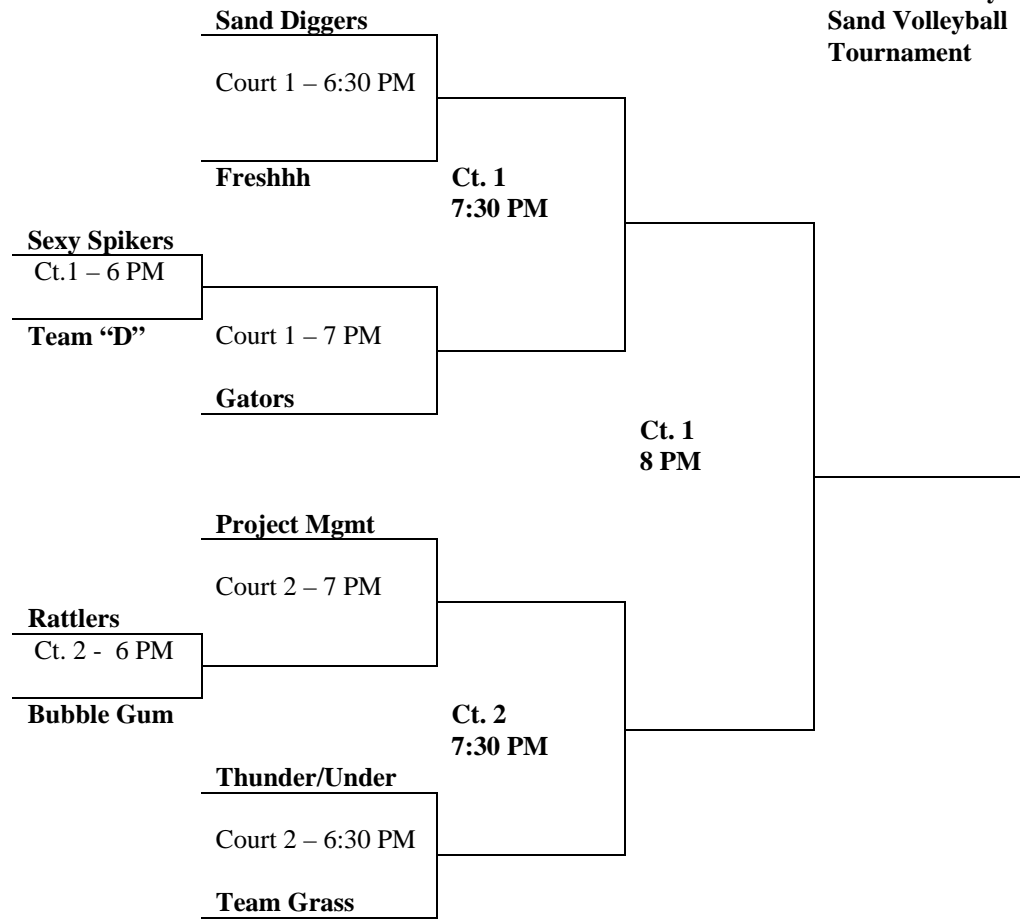 Sand Volleyball
Tournament
Sand Diggers
Court 1 – 6:30 PM
Freshhh
Ct. 1
7:30 PM
Sexy Spikers
Ct.1 – 6 PM
Team “D”
Court 1 – 7 PM
Gators
Ct. 1
8 PM
Project Mgmt
Court 2 – 7 PM
Rattlers
Ct. 2 -  6 PM
Bubble Gum
Ct. 2
7:30 PM
Thunder/Under
Court 2 – 6:30 PM
Team Grass